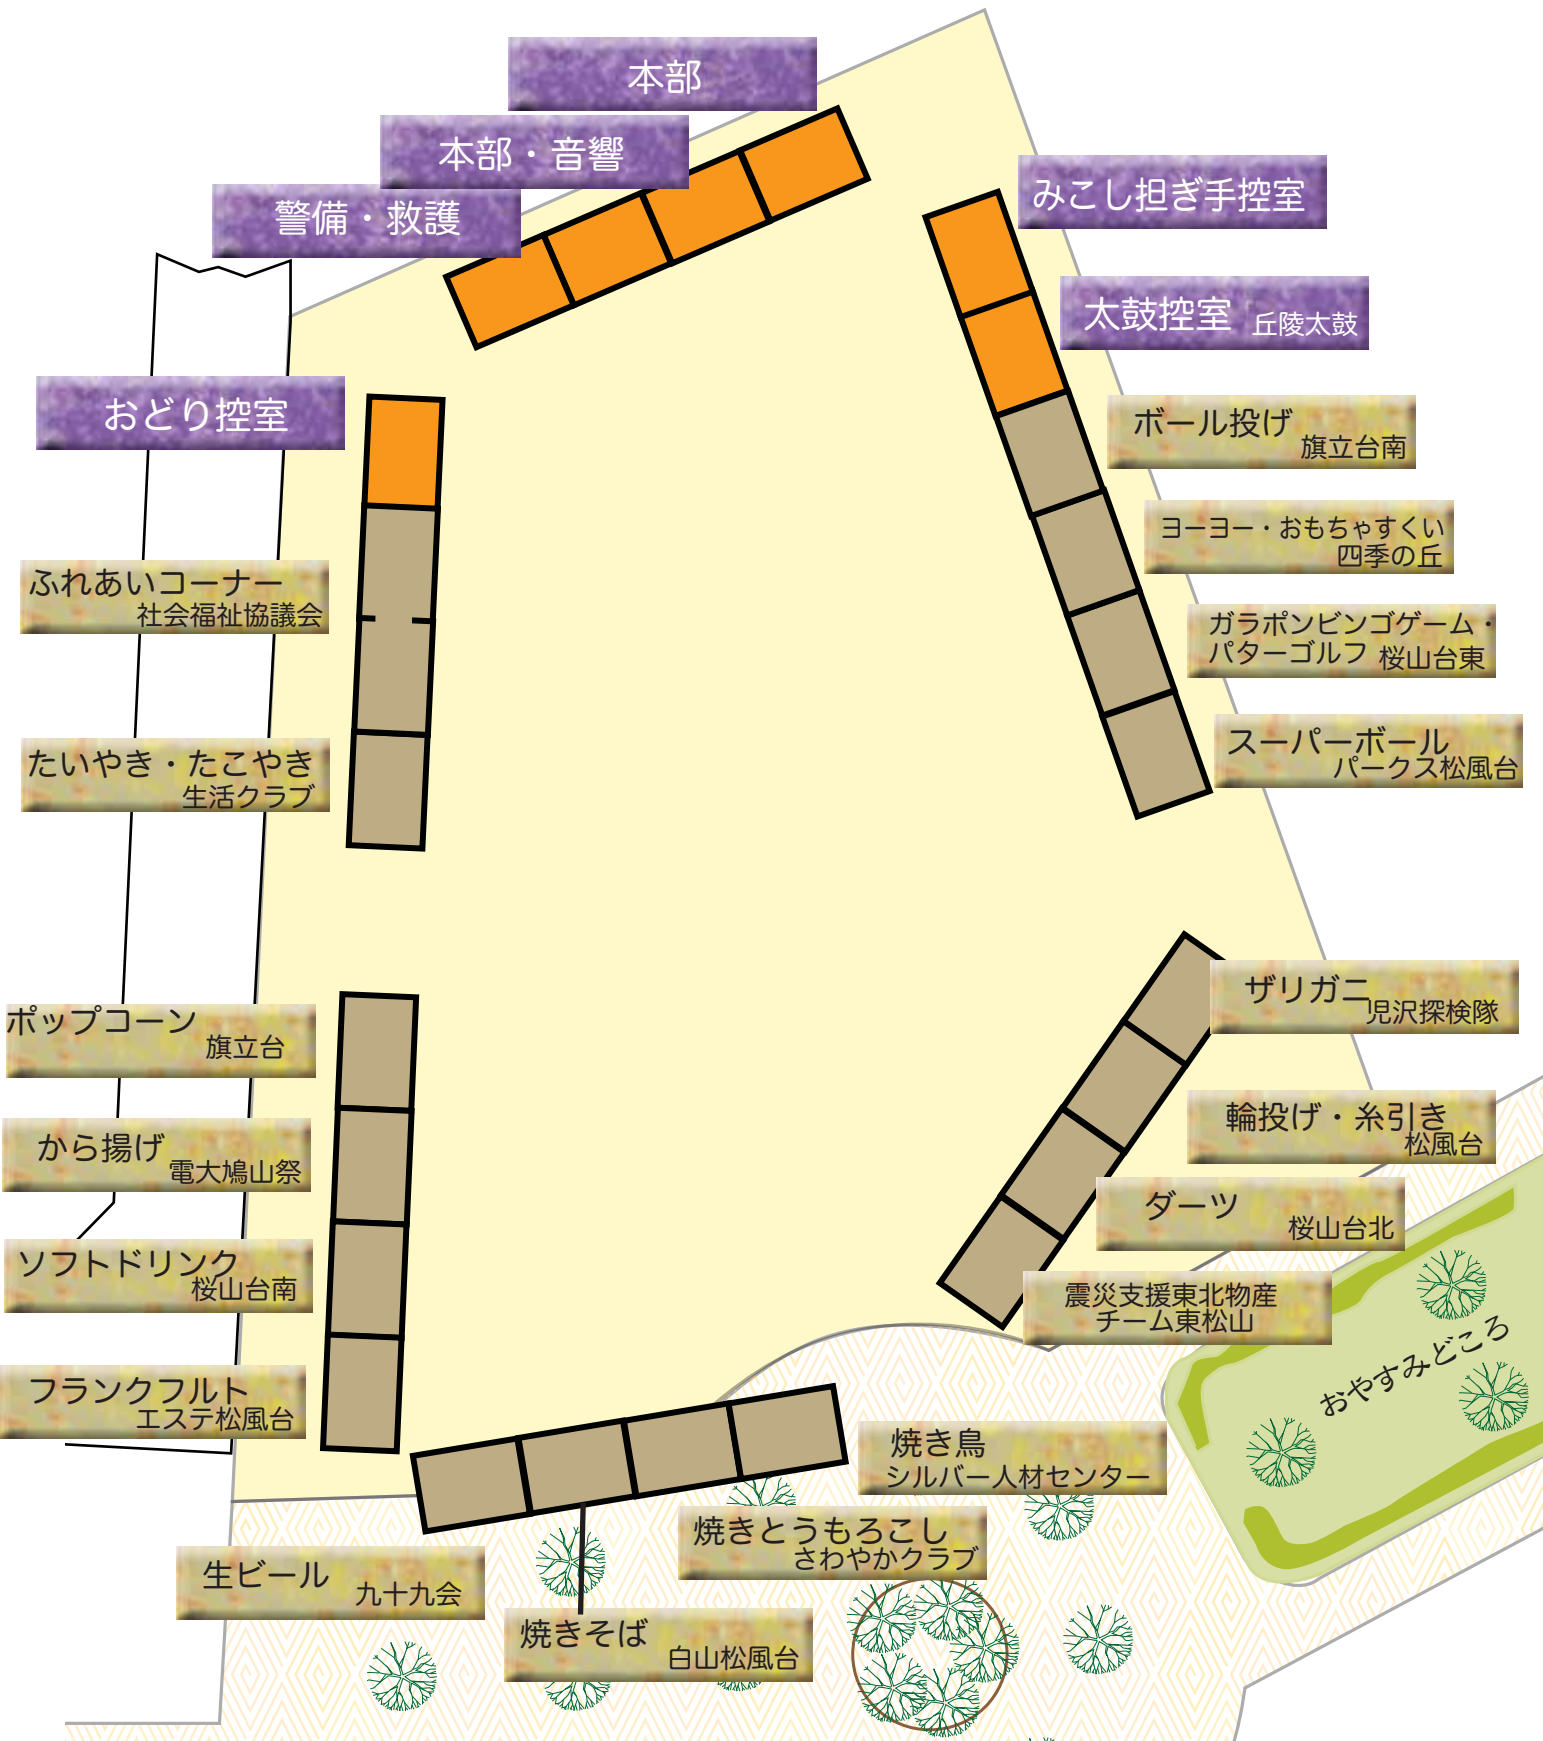 本部
本部・音響
警備・救護
みこし担ぎ手控室
太鼓控室 丘陵太鼓
おどり控室
ボール投げ
旗立台南
ヨーヨー・おもちゃすくい
四季の丘
ふれあいコーナー
社会福祉協議会
ガラポンビンゴゲーム・
パターゴルフ 桜山台東
たいやき・たこやき
生活クラブ
スーパーボール
パークス松風台
ポップコーン
旗立台
ザリガニ
児沢探検隊
から揚げ
電大鳩山祭
輪投げ・糸引き
松風台
ダーツ
桜山台北
ソフトドリンク
桜山台南
震災支援東北物産
チーム東松山
フランクフルト
エステ松風台
おやすみどころ
焼き鳥
シルバー人材センター
焼きとうもろこし
さわやかクラブ
生ビール 九十九会
焼きそば
白山松風台